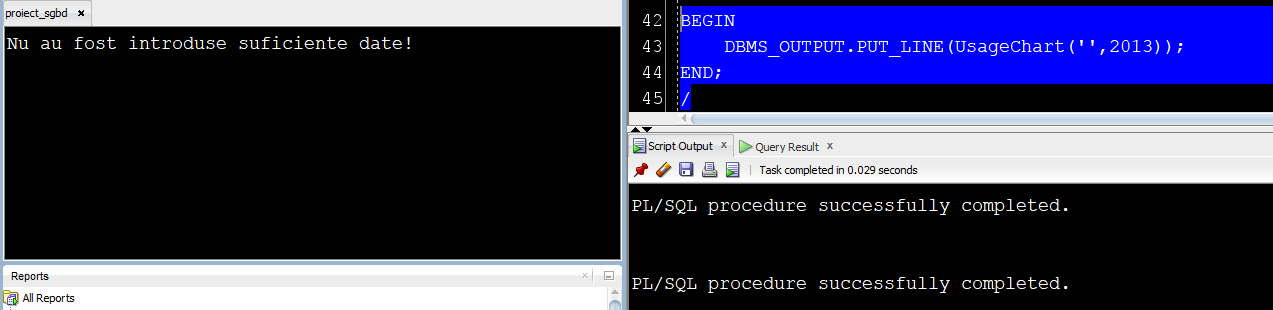 proiect_sgbd x
Nu au fost introduse suficiente date!
Reports
All Reports
42 BEGIN
43 DBMS_OUTPUT.PUT_LINE(UsageChart('',2013));
44 END;
45 /
Script Output x Query Result x
Task completed in 0.029 seconds
PL/SQL procedure successfully completed.
PL/SQL procedure successfully completed.